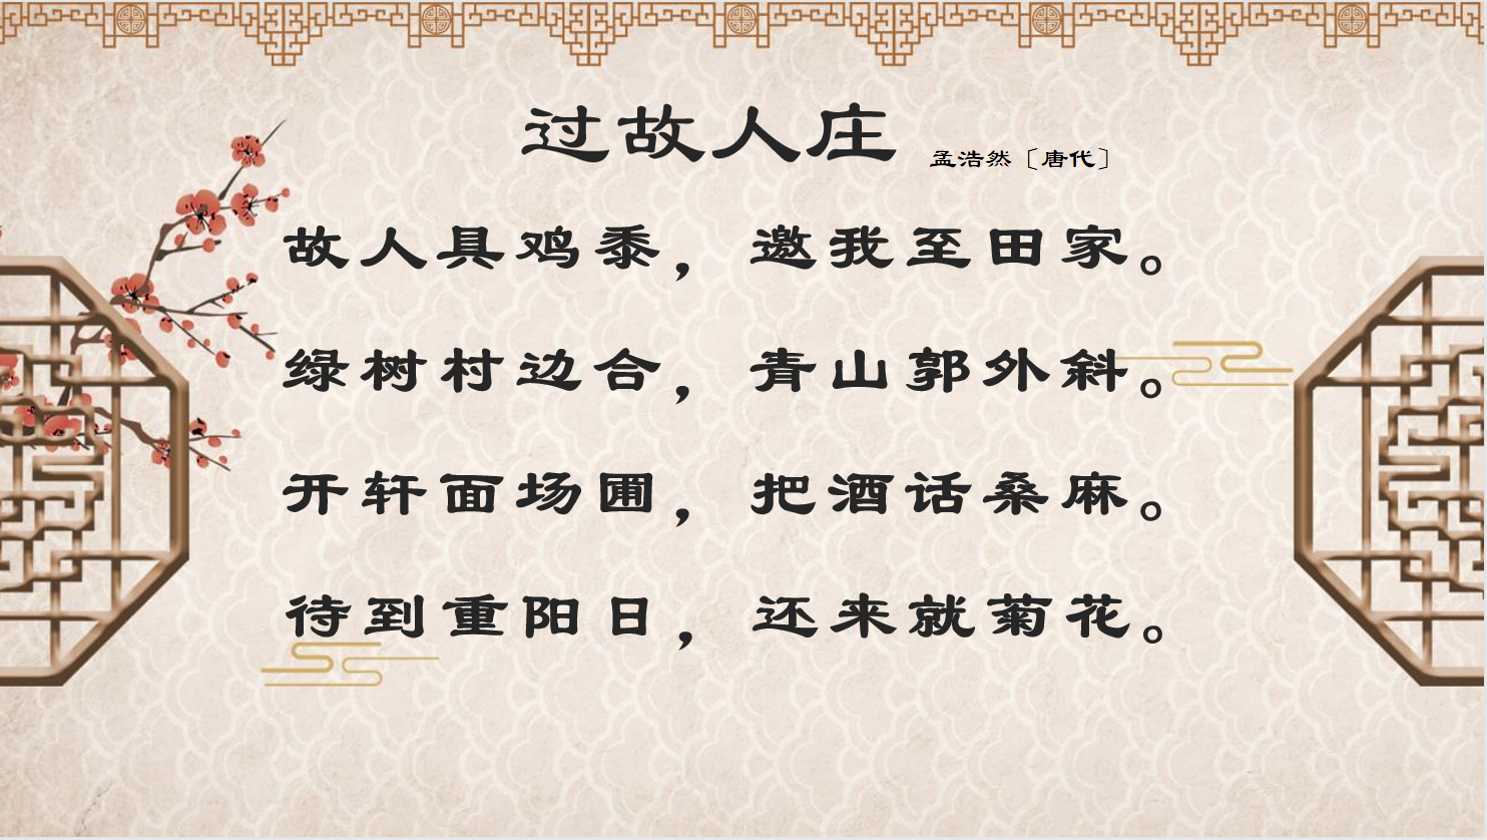 过故人庄
孟浩然〔唐代〕
故人具鸡黍，邀我至田家。
绿树村边合，青山郭外斜。
开轩面场圃，把酒话桑麻。
待到重阳日，还来就菊花。